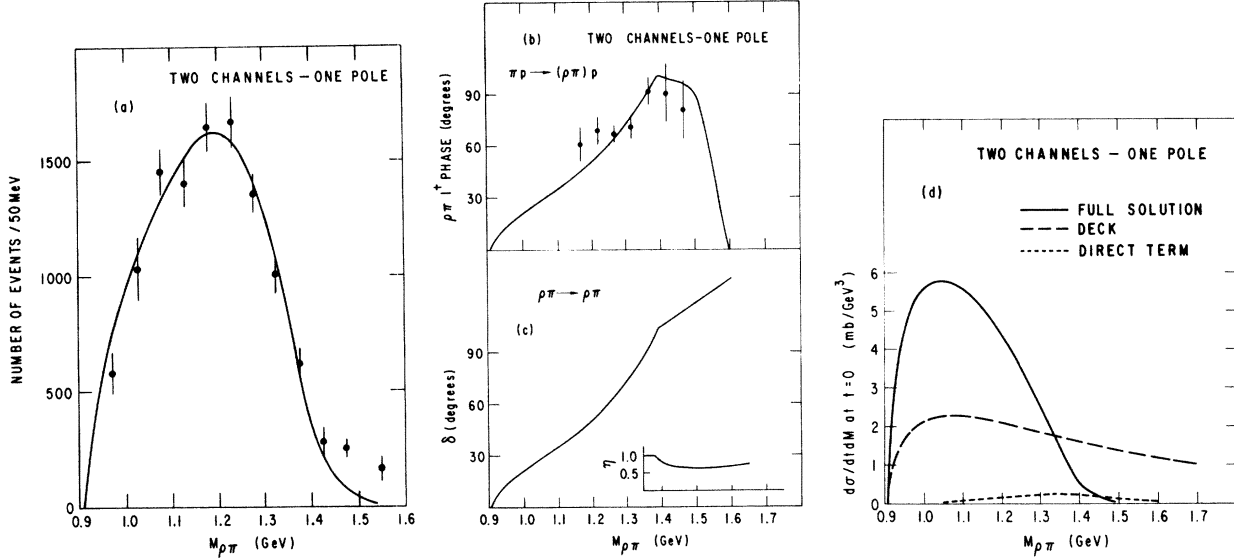 TWO CHANNELS – ONE POLE
(a)
NUMBER OF EVENTS / 50 MeV
1500
1000
500
0
0.9 1.0 1.1 1.2 1.3 1.4 1.5 1.6
M ρπ (GeV)
(b) TWO CHANNELS-ONE POLE
π p → (ρπ) p
ρπ 1⁺ PHASE (degrees)
90
60
30
ρπ → ρπ
(c)
δ (degrees)
90
60
30
η
1.0
0.5
0.9 1.0 1.1 1.2 1.3 1.4 1.5 1.6 1.7
M ρπ (GeV)
TWO CHANNELS – ONE POLE
(d)
FULL SOLUTION
DECK
DIRECT TERM
dσ/dtdM at t=0 (mb/GeV³)
6
5
4
3
2
1
0
0.9 1.0 1.1 1.2 1.3 1.4 1.5 1.6 1.7
M ρπ (GeV)